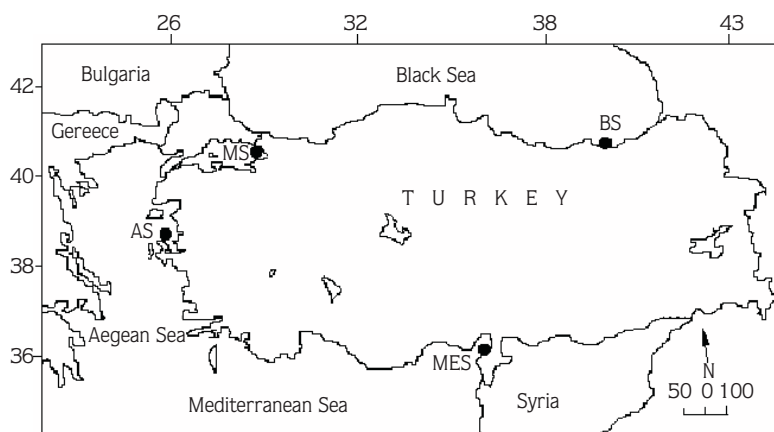 26 32 38 43
42
Bulgaria
Black Sea
Gereece
BS
MS
40
T U R K E Y
AS
38
Aegean Sea
36
MES
N
50 0 100
Mediterranean Sea
Syria